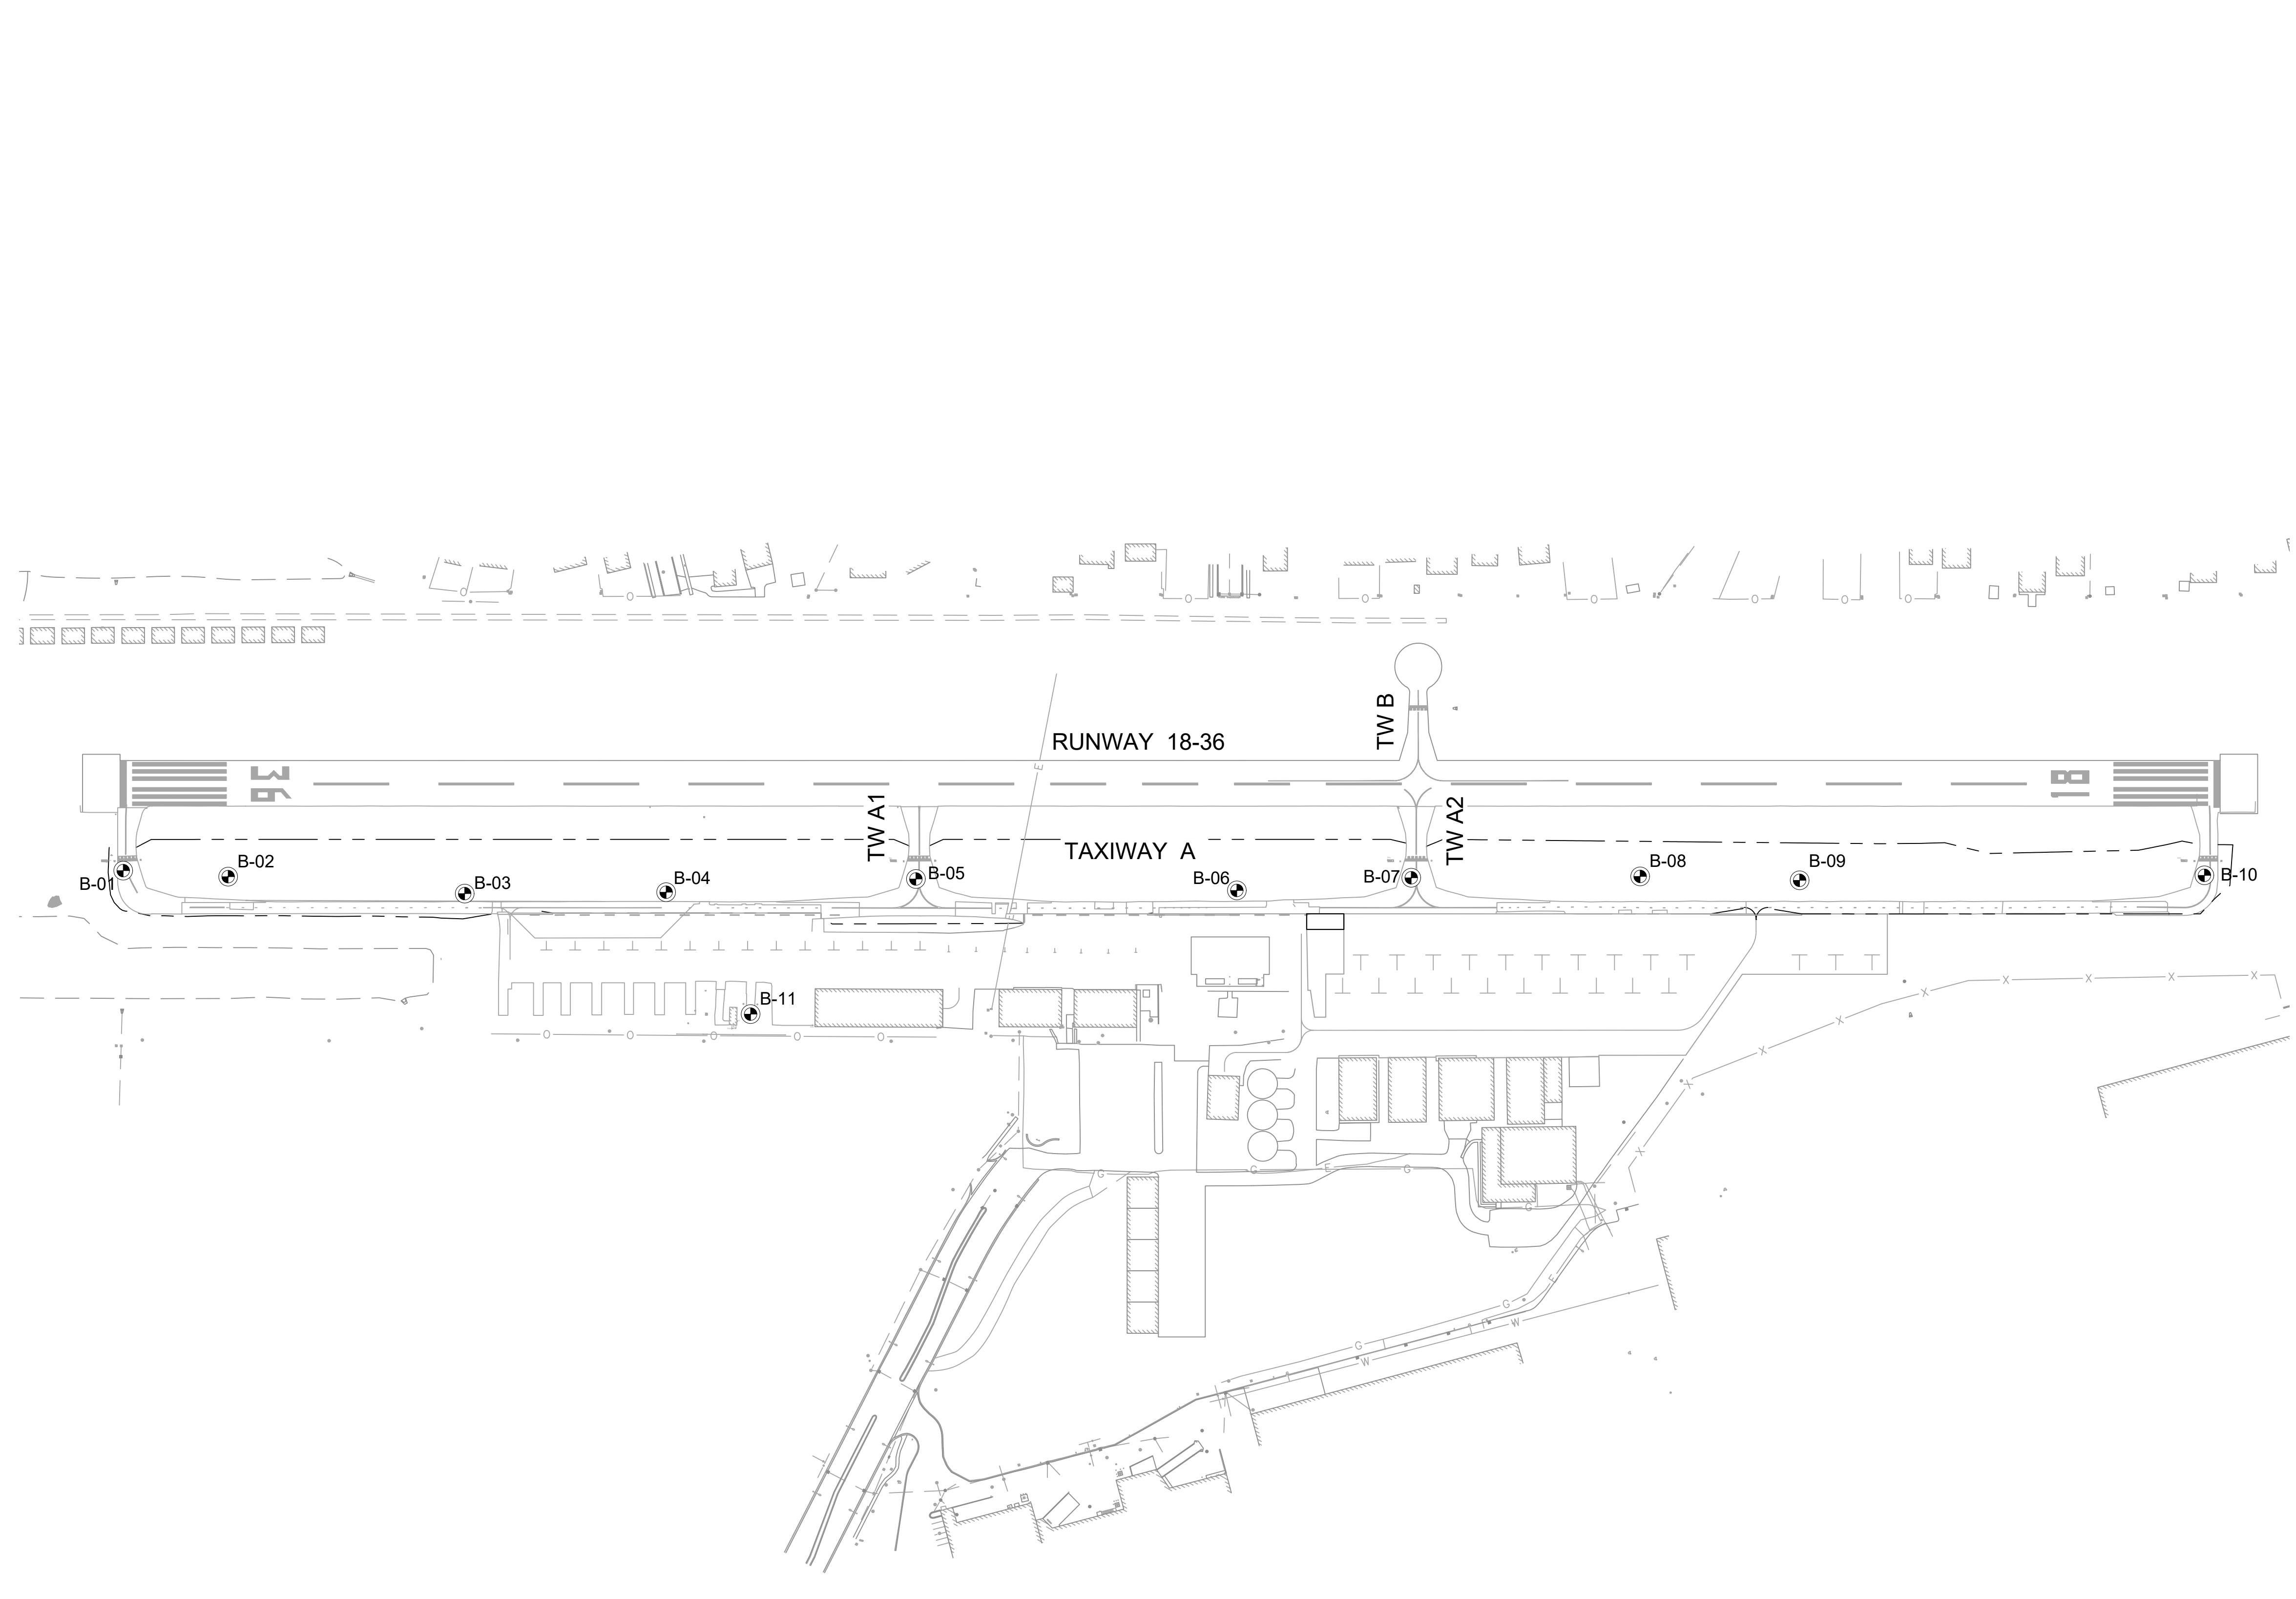 TW B
RUNWAY 18-36
36
18
TW A1
TW A2
TAXIWAY A
B-01
B-02
B-03
B-04
B-05
B-06
B-07
B-08
B-09
B-10
B-11
O
O
O
O
O
O
O
E
O
O
O
O
O
X
X
X
X
X
X
X
X
X
G
G
E
G
G
E
G
G
W
W